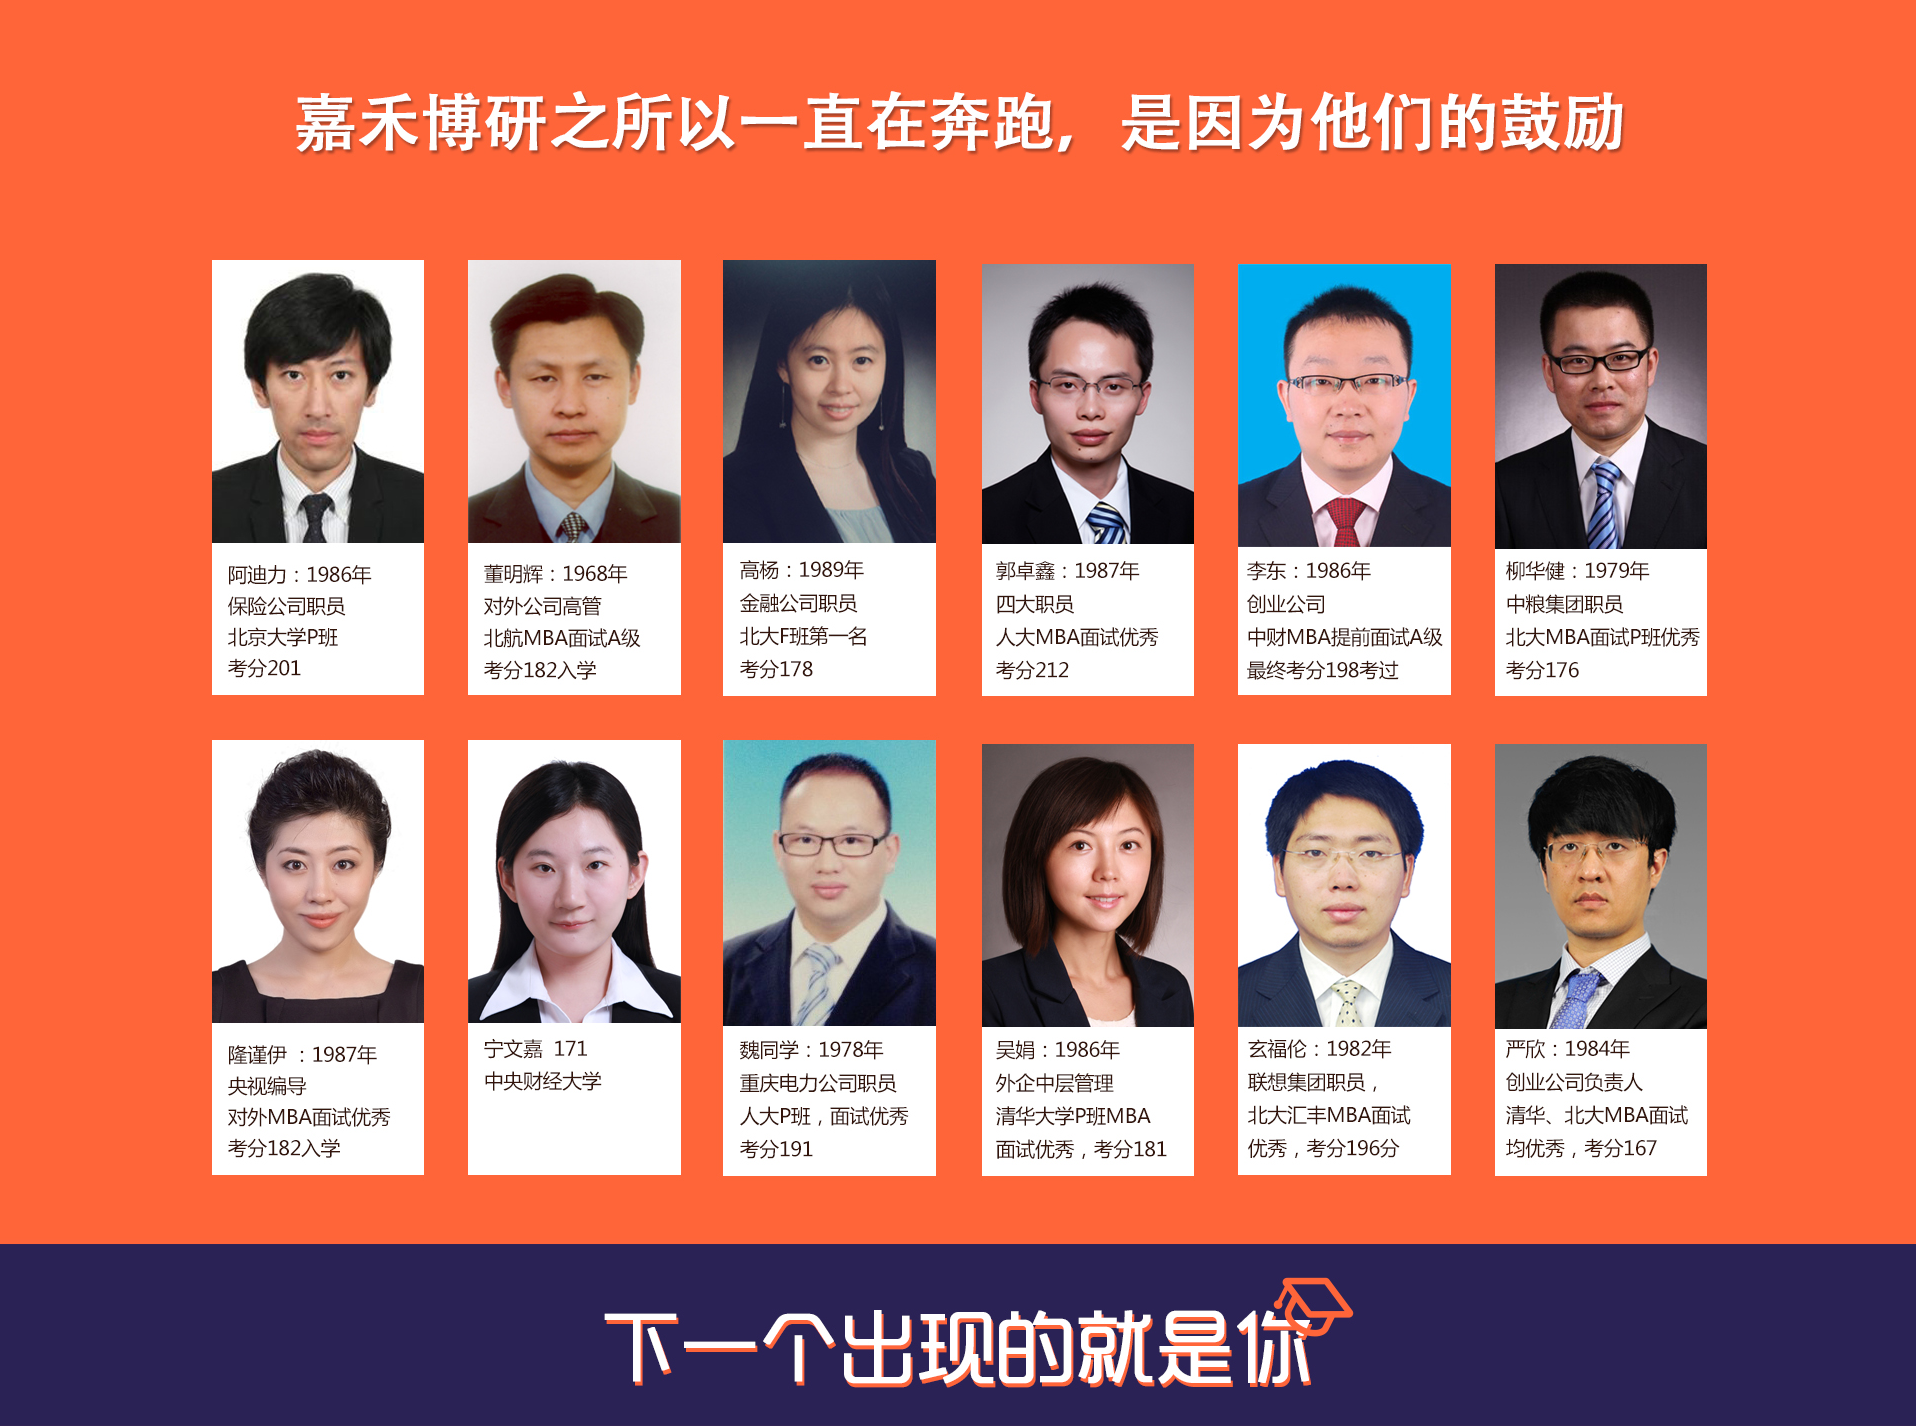 嘉禾博研之所以一直在奔跑，是因为他们的鼓励
阿迪力：1986年
保险公司职员
北京大学P班
考分201
董明辉：1968年
对外公司高管
北航MBA面试A级
考分182入学
高杨：1989年
金融公司职员
北大F班第一名
考分178
郭卓鑫：1987年
四大职员
人大MBA面试优秀
考分212
李东：1986年
创业公司
中财MBA提前面试A级
最终考分198考过
柳华健：1979年
中粮集团职员
北大MBA面试P班优秀
考分176
隆谨伊 ：1987年
央视编导
对外MBA面试优秀
考分182入学
宁文嘉 171
中央财经大学
魏同学：1978年
重庆电力公司职员
人大P班，面试优秀
考分191
吴娟：1986年
外企中层管理
清华大学P班MBA
面试优秀，考分181
玄福伦：1982年
联想集团职员，
北大汇丰MBA面试
优秀，考分196分
严欣：1984年
创业公司负责人
清华、北大MBA面试
均优秀，考分167
下一个出现的就是你